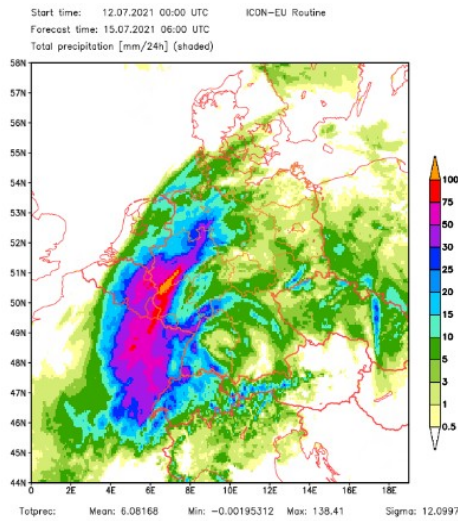 Start time: 12.07.2021 00:00 UTC ICON-EU Routine
Forecast time: 15.07.2021 06:00 UTC
Total precipitation [mm/24h] (shaded)
58N
57N
56N
55N
54N
53N
52N
51N
50N
49N
48N
47N
46N
45N
44N
0 2E 4E 6E 8E 10E 12E 14E 16E 18E
100
75
50
30
25
20
15
10
5
3
1
0.5
Totprec: Mean: 6.08168 Min: -0.00195312 Max: 138.41 Sigma: 12.0997